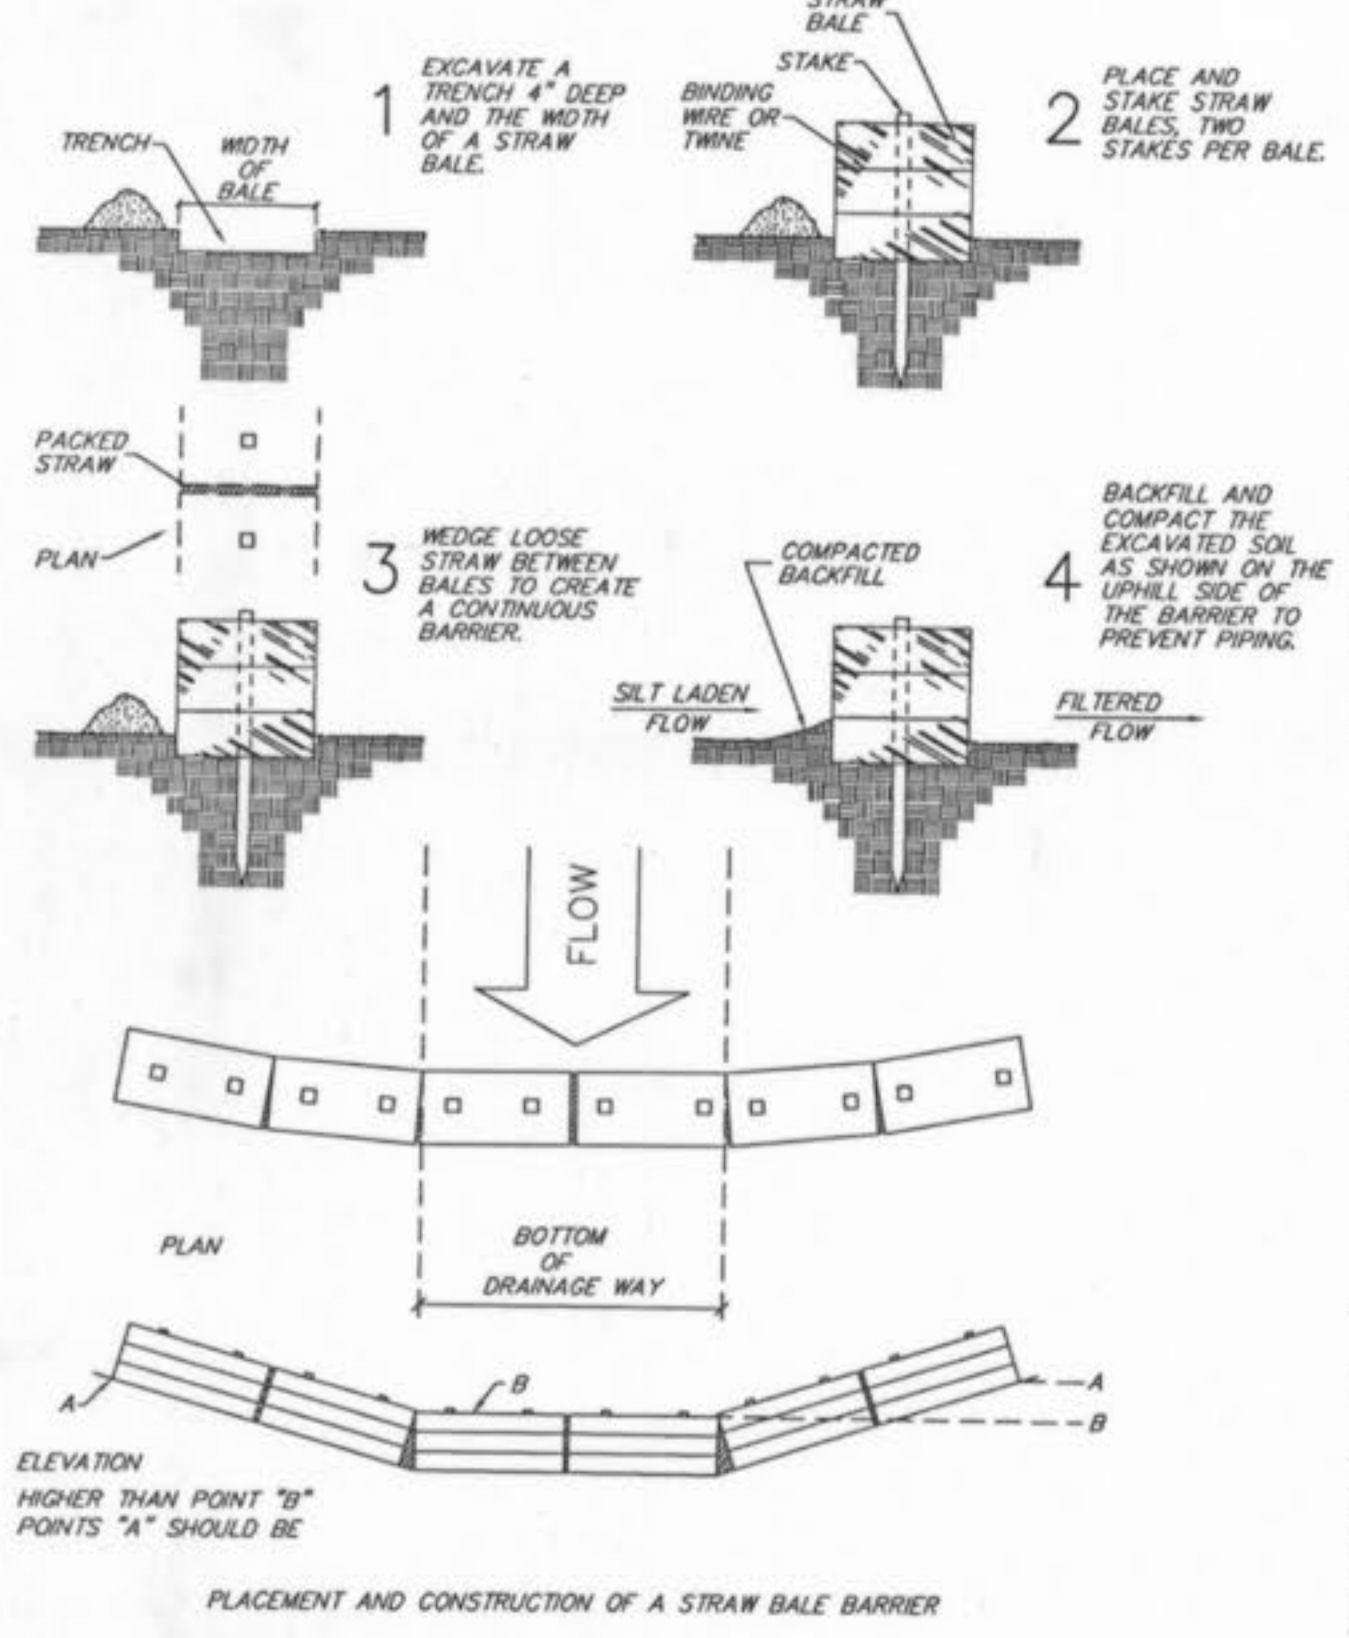 TRENCH
WIDTH
OF
BALE
1
EXCAVATE A
TRENCH 4" DEEP
AND THE WIDTH
OF A STRAW
BALE.
STRAW
BALE
STAKE
BINDING
WIRE OR
TWINE
2
PLACE AND
STAKE STRAW
BALES, TWO
STAKES PER BALE.
PACKED
STRAW
PLAN
3
WEDGE LOOSE
STRAW BETWEEN
BALES TO CREATE
A CONTINUOUS
BARRIER.
COMPACTED
BACKFILL
SILT LADEN
FLOW
4
BACKFILL AND
COMPACT THE
EXCAVATED SOIL
AS SHOWN ON THE
UPHILL SIDE OF
THE BARRIER TO
PREVENT PIPING.
FILTERED
FLOW
FLOW
PLAN
BOTTOM
OF
DRAINAGE WAY
A
B
A
B
ELEVATION
HIGHER THAN POINT "B"
POINTS "A" SHOULD BE
PLACEMENT AND CONSTRUCTION OF A STRAW BALE BARRIER